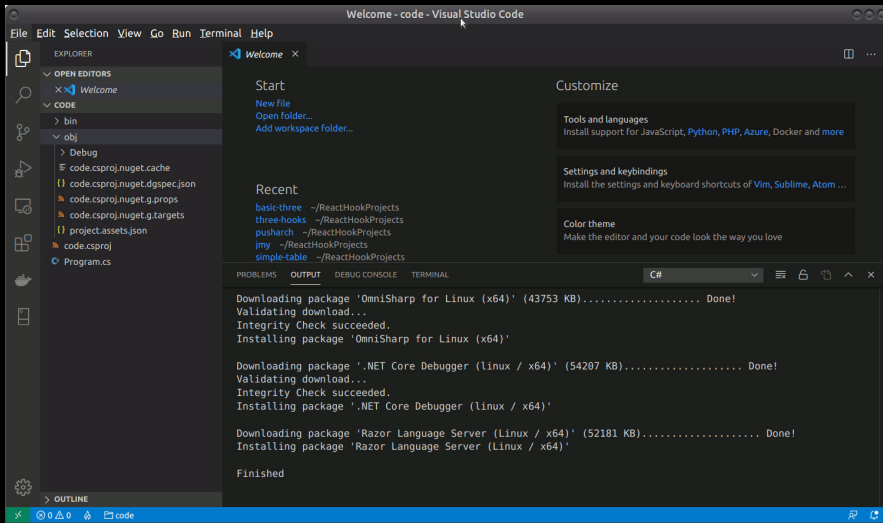 Welcome - code - Visual Studio Code
File Edit Selection View Go Run Terminal Help
EXPLORER
OPEN EDITORS
Welcome
CODE
bin
obj
Debug
code.csproj.nuget.cache
code.csproj.nuget.dgspec.json
code.csproj.nuget.g.props
code.csproj.nuget.g.targets
project.assets.json
code.csproj
Program.cs
OUTLINE
Welcome
Start
New file
Open folder...
Add workspace folder...
Recent
basic-three ~/ReactHookProjects
three-hooks ~/ReactHookProjects
pusharch ~/ReactHookProjects
jmy ~/ReactHookProjects
simple-table ~/ReactHookProjects
Customize
Tools and languages
Install support for JavaScript, Python, PHP, Azure, Docker and more
Settings and keybindings
Install the settings and keyboard shortcuts of Vim, Sublime, Atom ...
Color theme
Make the editor and your code look the way you love
PROBLEMS OUTPUT DEBUG CONSOLE TERMINAL
C#
Downloading package 'OmniSharp for Linux (x64)' (43753 KB).................... Done!
Validating download...
Integrity Check succeeded.
Installing package 'OmniSharp for Linux (x64)'
Downloading package '.NET Core Debugger (linux / x64)' (54207 KB).................... Done!
Validating download...
Integrity Check succeeded.
Installing package '.NET Core Debugger (linux / x64)'
Downloading package 'Razor Language Server (Linux / x64)' (52181 KB).................... Done!
Installing package 'Razor Language Server (Linux / x64)'
Finished
0 0 code